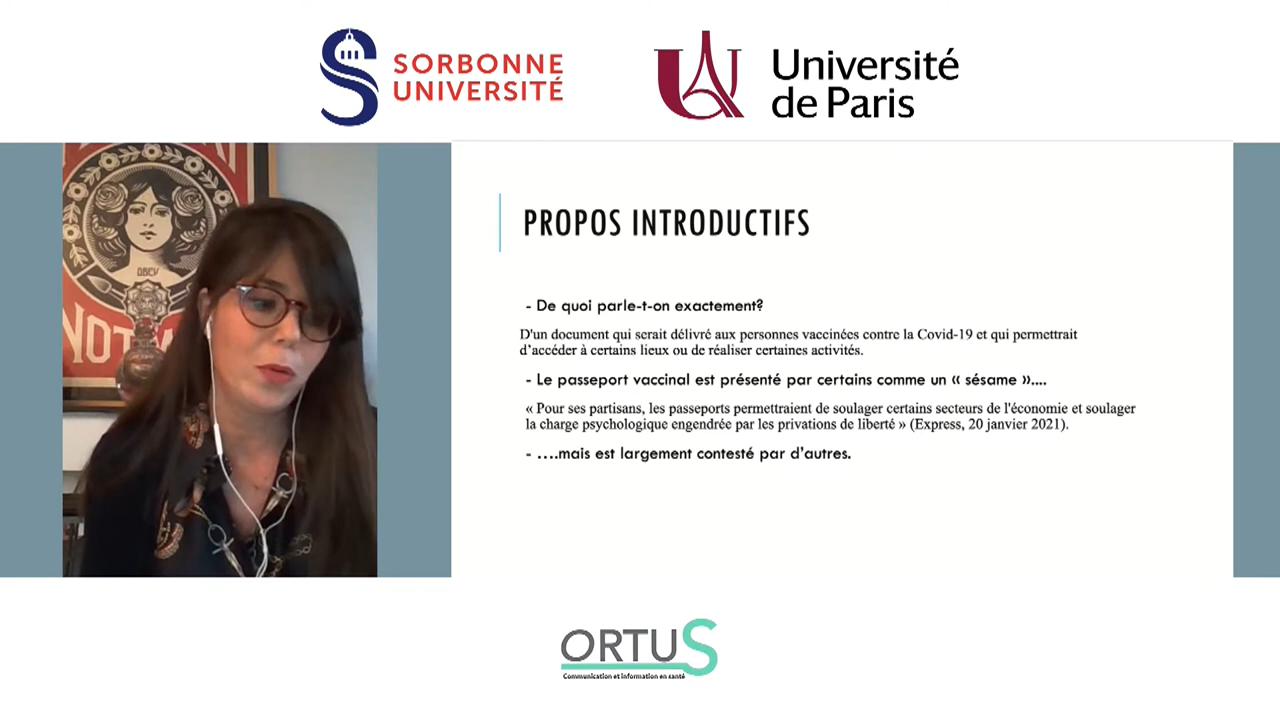 SORBONNE
UNIVERSITÉ
Université
de Paris
OBEY
NOT
PROPOS INTRODUCTIFS
- De quoi parle-t-on exactement?
D'un document qui serait délivré aux personnes vaccinées contre la Covid-19 et qui permettrait
d'accéder à certains lieux ou de réaliser certaines activités.
- Le passeport vaccinal est présenté par certains comme un « sésame »....
« Pour ses partisans, les passeports permettraient de soulager certains secteurs de l'économie et soulager
la charge psychologique engendrée par les privations de liberté » (Express, 20 janvier 2021).
- ....mais est largement contesté par d'autres.
ORTUS
Communication et information en santé